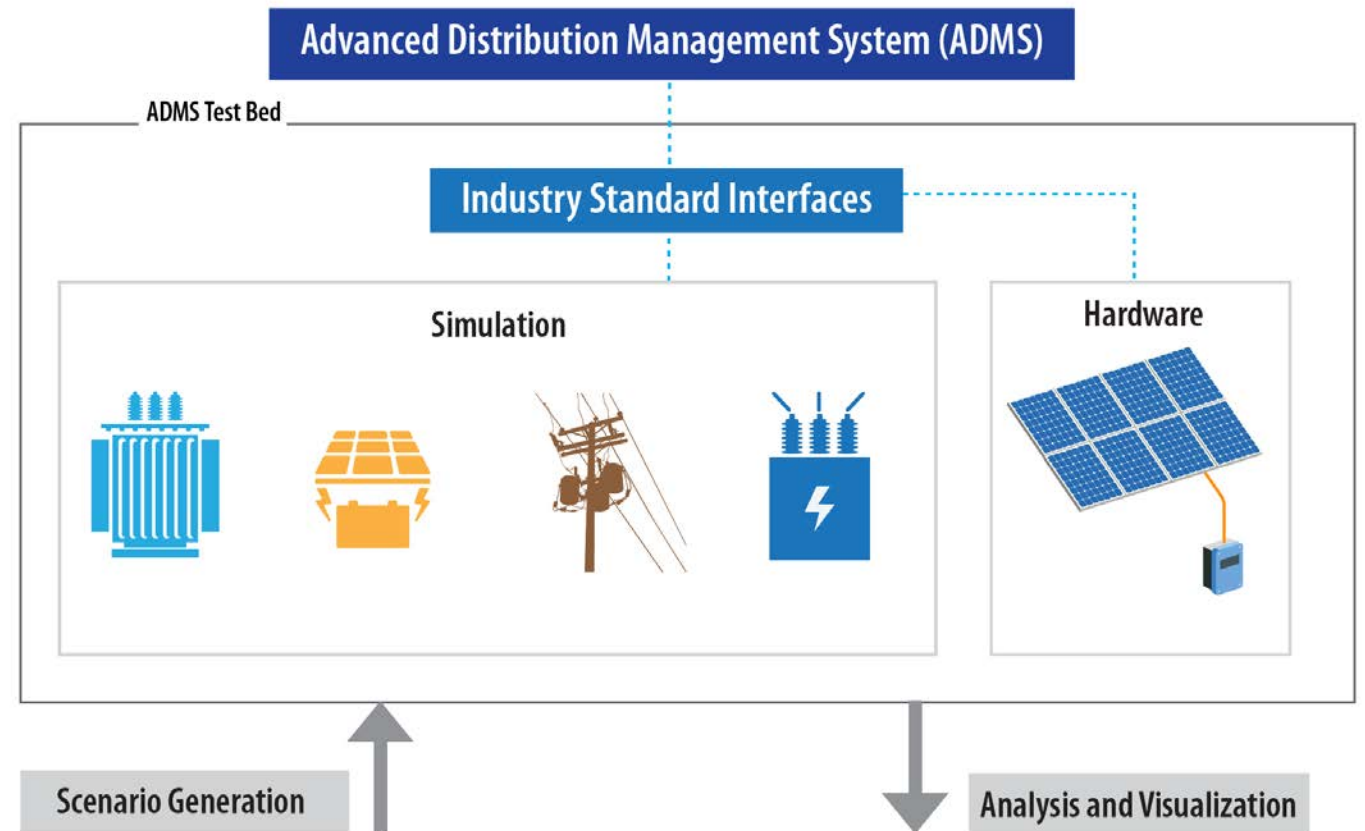 Advanced Distribution Management System (ADMS)
ADMS Test Bed
Industry Standard Interfaces
Simulation
Hardware
Scenario Generation
Analysis and Visualization